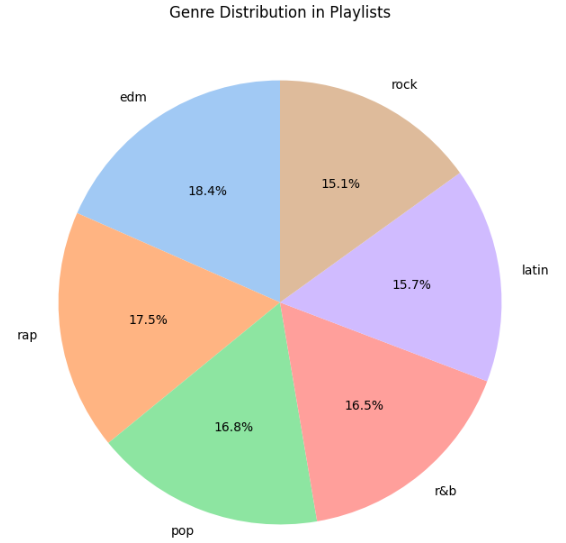 Genre Distribution in Playlists
edm
18.4%
rap
17.5%
pop
16.8%
r&b
16.5%
latin
15.7%
rock
15.1%